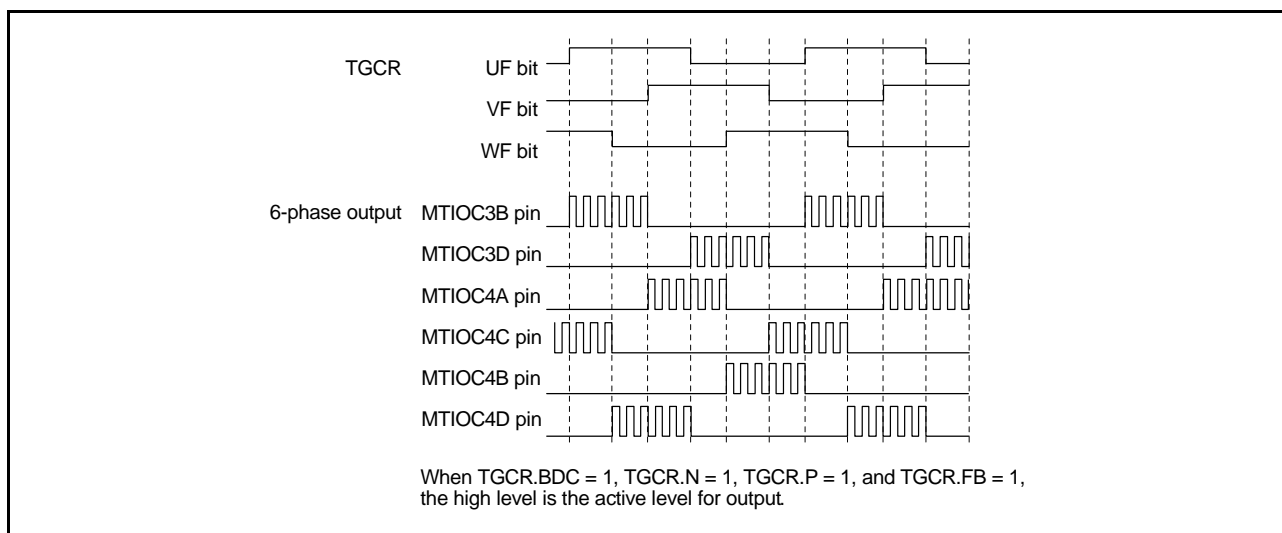 TGCR UF bit
VF bit
WF bit
6-phase output MTIOC3B pin
MTIOC3D pin
MTIOC4A pin
MTIOC4C pin
MTIOC4B pin
MTIOC4D pin
When TGCR.BDC = 1, TGCR.N = 1, TGCR.P = 1, and TGCR.FB = 1,
the high level is the active level for output.